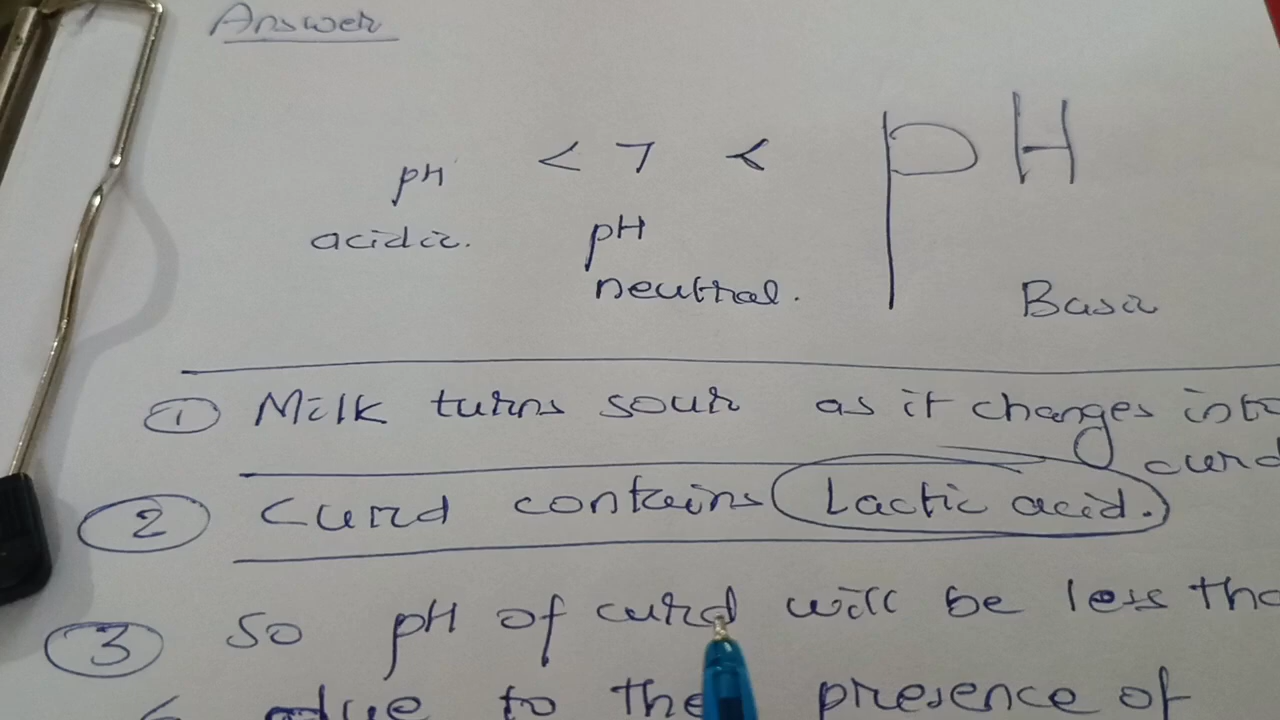 Answer
pH < 7 < pH
acidic. pH neutral. Basic
① Milk turns sour as it changes into
curd
② Curd contains Lactic acid.
③ So pH of curd will be less tha
6 due to the presence of